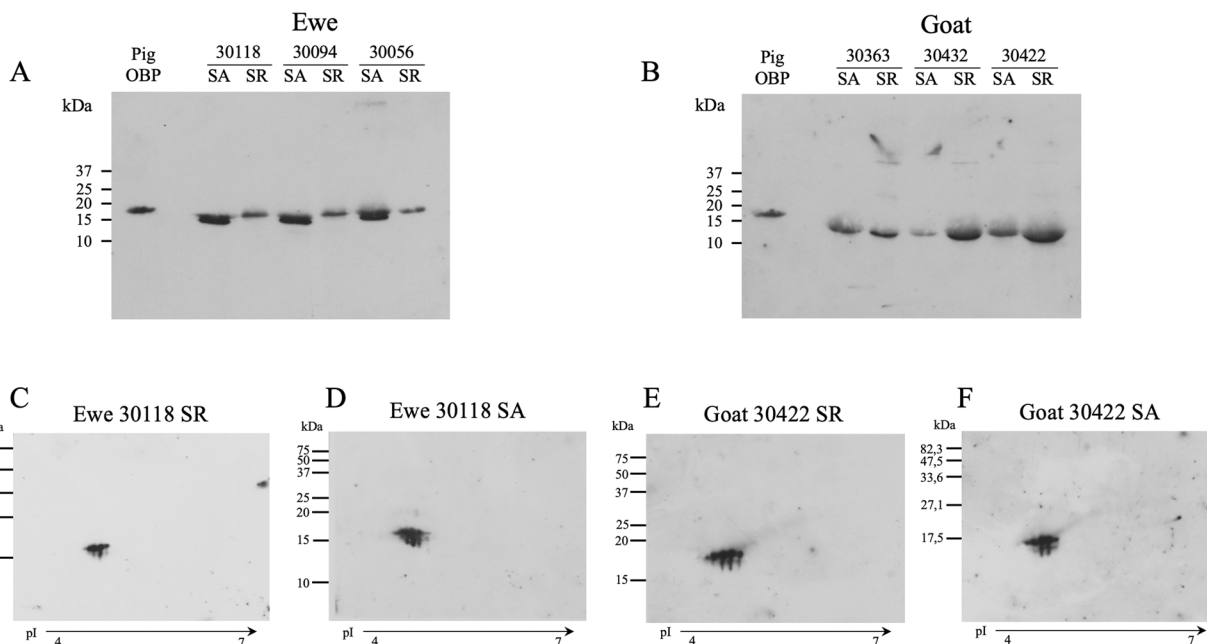 Ewe
A
Pig OBP
30118 30094 30056
SA SR SA SR SA SR
kDa
37
25
20
15
10
Goat
B
Pig OBP
30363 30432 30422
SA SR SA SR SA SR
kDa
37
25
20
15
10
C
Ewe 30118 SR
pI 4 7
D
Ewe 30118 SA
kDa
75
50
37
25
20
15
10
pI 4 7
E
Goat 30422 SR
kDa
75
50
37
25
20
15
pI 4 7
F
Goat 30422 SA
kDa
82,3
47,5
33,6
27,1
17,5
pI 4 7